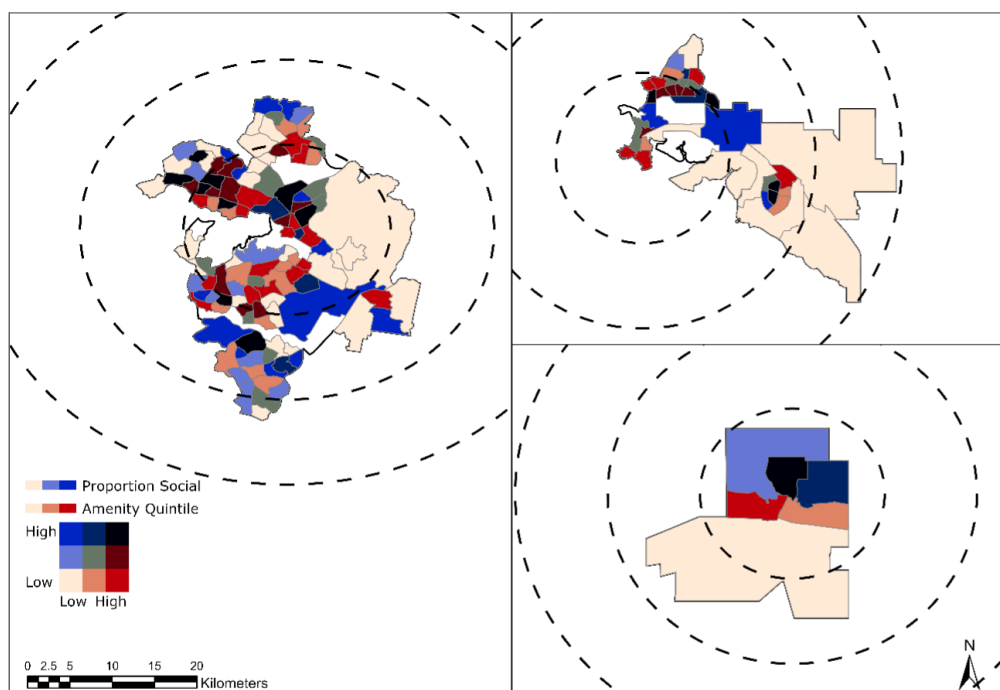 Proportion Social
Amenity Quintile
High
Low
Low High
0 2.5 5 10 15 20
Kilometers
N